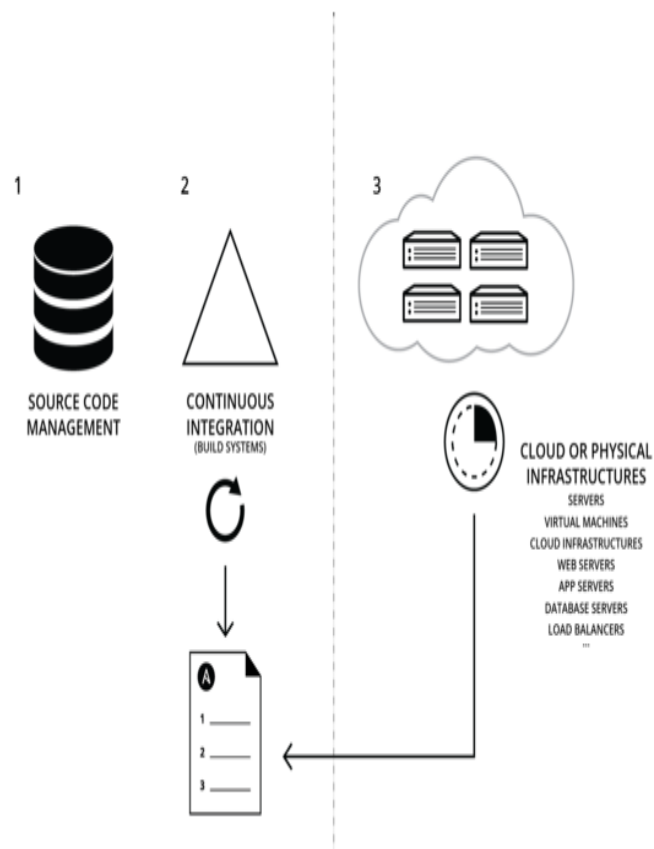 1
2
3
SOURCE CODE
MANAGEMENT
CONTINUOUS
INTEGRATION
(BUILD SYSTEMS)
CLOUD OR PHYSICAL
INFRASTRUCTURES
SERVERS
VIRTUAL MACHINES
CLOUD INFRASTRUCTURES
WEB SERVERS
APP SERVERS
DATABASE SERVERS
LOAD BALANCERS
...
A
1
2
3